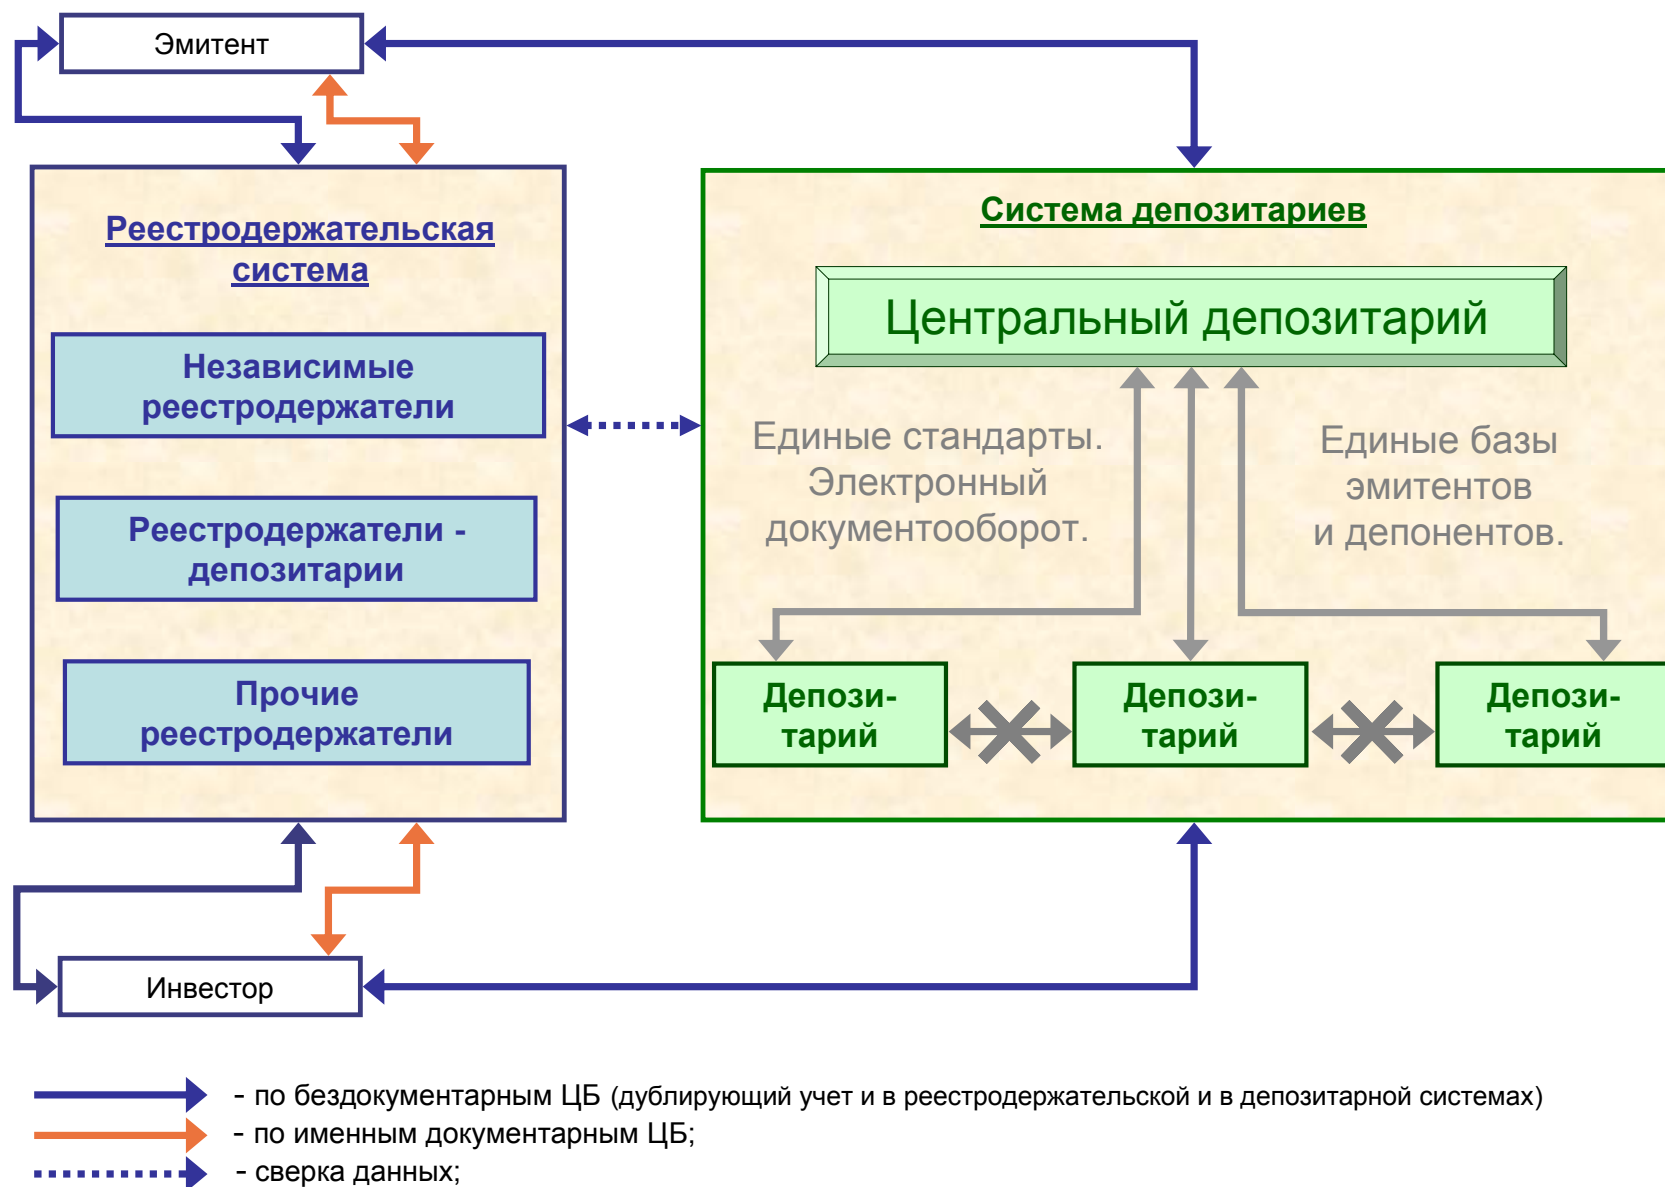 Эмитент
Реестродержательская
система
Независимые
реестродержатели
Реестродержатели -
депозитарии
Прочие
реестродержатели
Система депозитариев
Центральный депозитарий
Единые стандарты.
Электронный
документооборот.
Единые базы
эмитентов
и депонентов.
Депози-
тарий
Депози-
тарий
Депози-
тарий
Инвестор
- по бездокументарным ЦБ (дублирующий учет и в реестродержательской и в депозитарной системах)
- по именным документарным ЦБ;
- сверка данных;